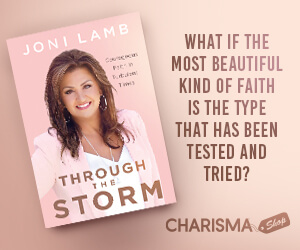 JONI LAMB
Courageous
Faith in
Turbulent
Times
THROUGH
THE
STORM
WHAT IF THE
MOST BEAUTIFUL
KIND OF FAITH
IS THE TYPE
THAT HAS BEEN
TESTED AND
TRIED?
CHARISMA Shop